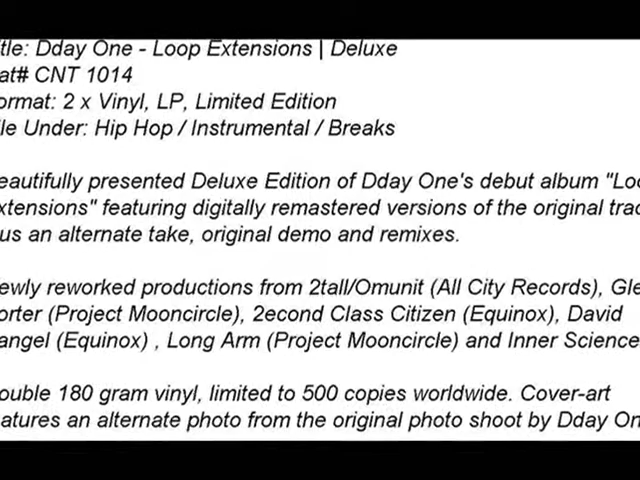 tle: Dday One - Loop Extensions | Deluxe
at# CNT 1014
ormat: 2 x Vinyl, LP, Limited Edition
le Under: Hip Hop / Instrumental / Breaks
eautifully presented Deluxe Edition of Dday One's debut album "Loo
xtensions" featuring digitally remastered versions of the original trac
us an alternate take, original demo and remixes.
ewly reworked productions from 2tall/Omunit (All City Records), Gle
orter (Project Mooncircle), 2econd Class Citizen (Equinox), David
angel (Equinox) , Long Arm (Project Mooncircle) and Inner Science
ouble 180 gram vinyl, limited to 500 copies worldwide. Cover-art
atures an alternate photo from the original photo shoot by Dday On